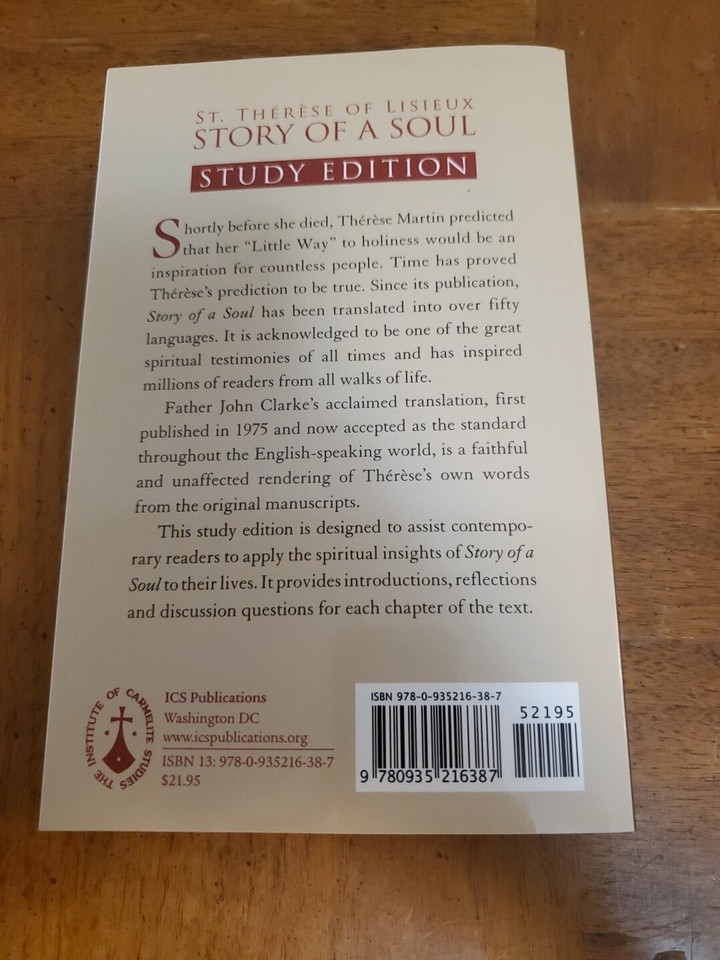 ST. THÉRÈSE OF LISIEUX
STORY OF A SOUL
STUDY EDITION
Shortly before she died, Thérèse Martin predicted
that her “Little Way” to holiness would be an
inspiration for countless people. Time has proved
Thérèse’s prediction to be true. Since its publication,
Story of a Soul has been translated into over fifty
languages. It is acknowledged to be one of the great
spiritual testimonies of all times and has inspired
millions of readers from all walks of life.
Father John Clarke’s acclaimed translation, first
published in 1975 and now accepted as the standard
throughout the English-speaking world, is a faithful
and unaffected rendering of Thérèse’s own words
from the original manuscripts.
This study edition is designed to assist contempo-
rary readers to apply the spiritual insights of Story of a
Soul to their lives. It provides introductions, reflections
and discussion questions for each chapter of the text.
THE INSTITUTE OF CARMELITE STUDIES
ICS Publications
Washington DC
www.icspublications.org
ISBN 13: 978-0-935216-38-7
$21.95
ISBN 978-0-935216-38-7
52195
9 780935 216387